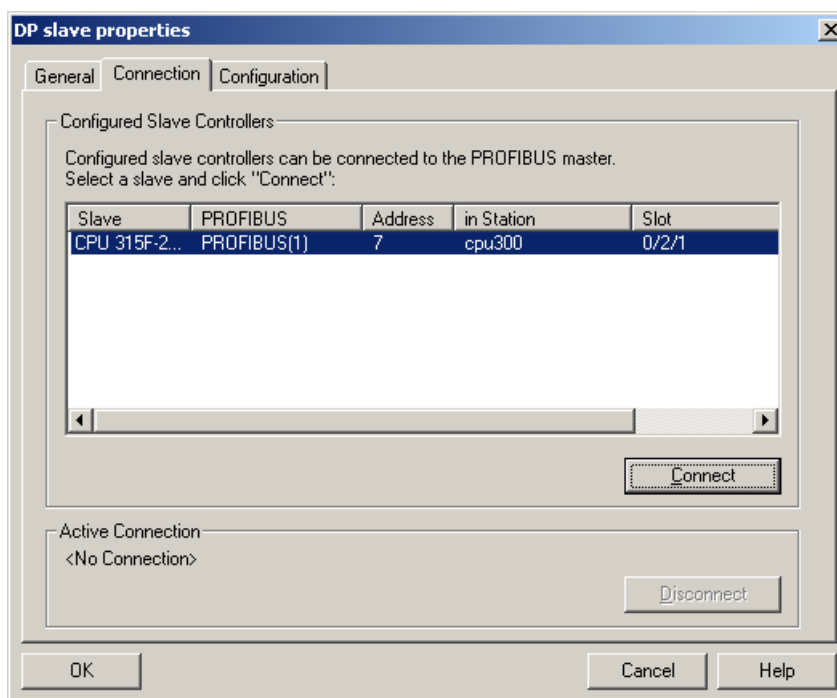 DP slave properties
General Connection Configuration
Configured Slave Controllers
Configured slave controllers can be connected to the PROFIBUS master.
Select a slave and click "Connect":
Slave PROFIBUS Address in Station Slot
CPU 315F-2... PROFIBUS(1) 7 cpu300 0/2/1
Connect
Active Connection
<No Connection>
Disconnect
OK Cancel Help